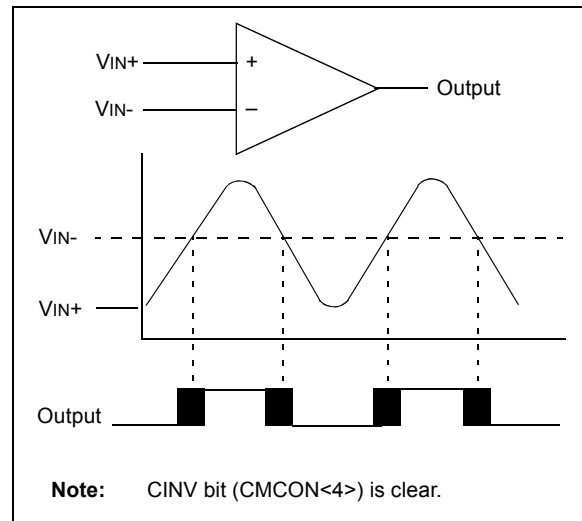 VIN+
+
Output
VIN-
–
VIN-
VIN+
Output
Note: CINV bit (CMCON<4>) is clear.